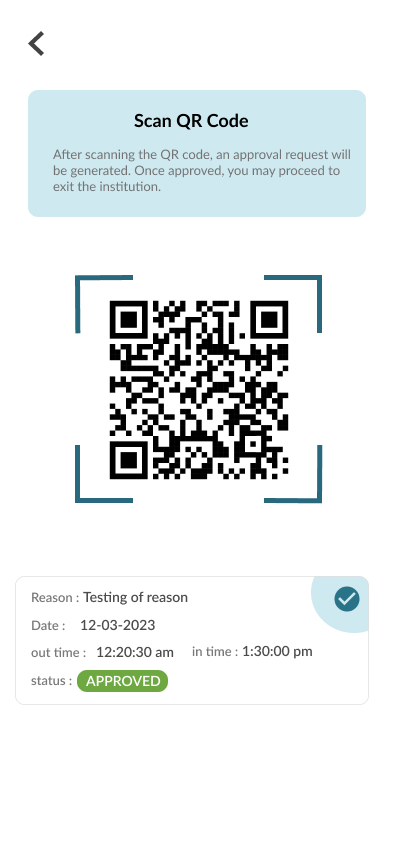 Scan QR Code
After scanning the QR code, an approval request will
be generated. Once approved, you may proceed to
exit the institution.
Reason : Testing of reason
Date : 12-03-2023
out time : 12:20:30 am in time : 1:30:00 pm
status : APPROVED